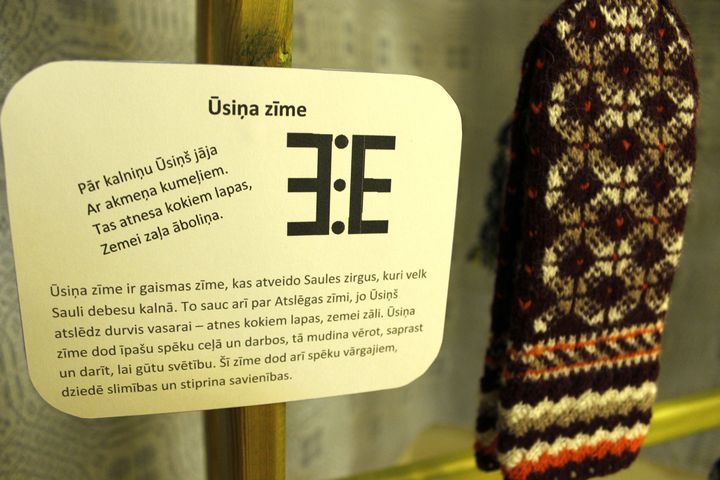 Ūsiņa zīme
Pār kalniņu Ūsiņš jāja
Ar akmeņa kumeļiem.
Tas atnesa kokiem lapas,
Zemei zaļa āboliņa.
Ūsiņa zīme ir gaismas zīme, kas atveido Saules zirgus, kuri velk
Sauli debesu kalnā. To sauc arī par Atslēgas zīmi, jo Ūsiņš
atslēdz durvis vasarai – atnes kokiem lapas, zemei zāli. Ūsiņa
zīme dod īpašu spēku ceļā un darbos, tā mudina vērot, saprast
un darīt, lai gūtu svētību. Šī zīme dod arī spēku vārgajiem,
dziedē slimības un stiprina savienības.